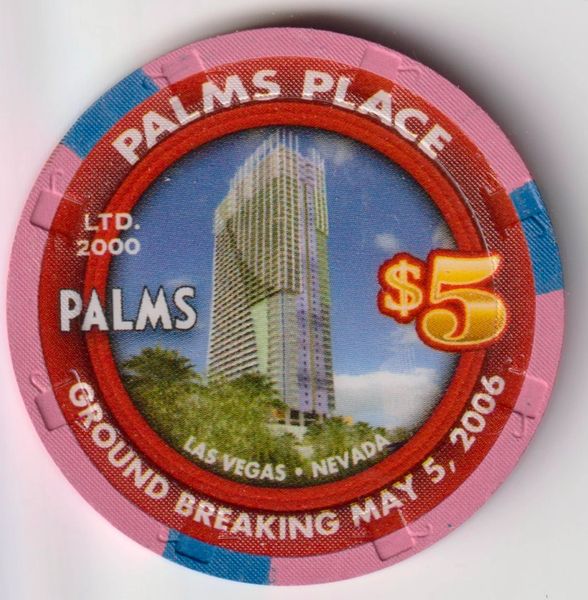 PALMS PLACE
LTD.
2000
PALMS
$5
LAS VEGAS • NEVADA
GROUND BREAKING MAY 5, 2006